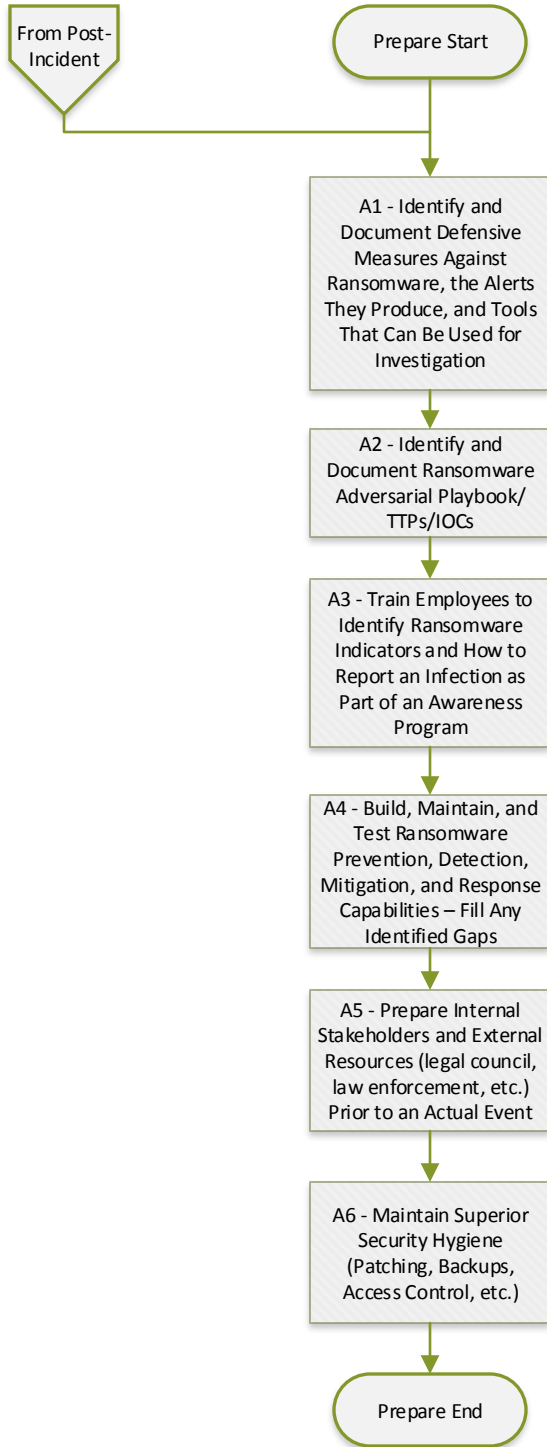 From Post-
Incident
Prepare Start
A1 - Identify and
Document Defensive
Measures Against
Ransomware, the Alerts
They Produce, and Tools
That Can Be Used for
Investigation
A2 - Identify and
Document Ransomware
Adversarial Playbook/
TTPs/IOCs
A3 - Train Employees to
Identify Ransomware
Indicators and How to
Report an Infection as
Part of an Awareness
Program
A4 - Build, Maintain, and
Test Ransomware
Prevention, Detection,
Mitigation, and Response
Capabilities – Fill Any
Identified Gaps
A5 - Prepare Internal
Stakeholders and External
Resources (legal council,
law enforcement, etc.)
Prior to an Actual Event
A6 - Maintain Superior
Security Hygiene
(Patching, Backups,
Access Control, etc.)
Prepare End